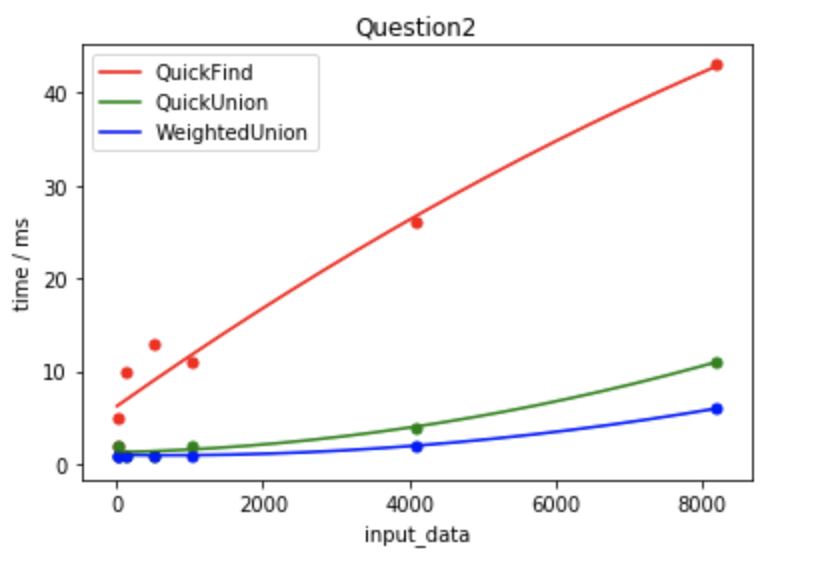 Question2
QuickFind
QuickUnion
WeightedUnion
40
30
20
10
0
time / ms
0 2000 4000 6000 8000
input_data